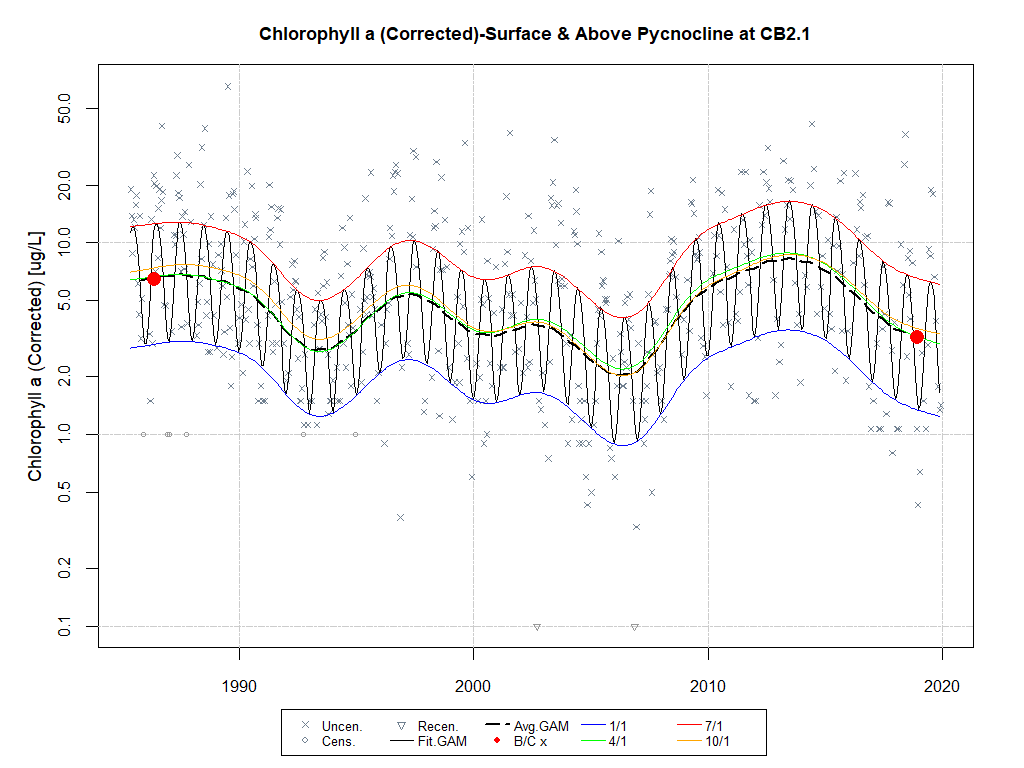 Chlorophyll a (Corrected)-Surface & Above Pycnocline at CB2.1
Chlorophyll a (Corrected) [ug/L]
50.0
20.0
10.0
5.0
2.0
1.0
0.5
0.2
0.1
1990 2000 2010 2020
Uncen. Recen. Avg.GAM 1/1 7/1
Cens. Fit.GAM B/C x 4/1 10/1